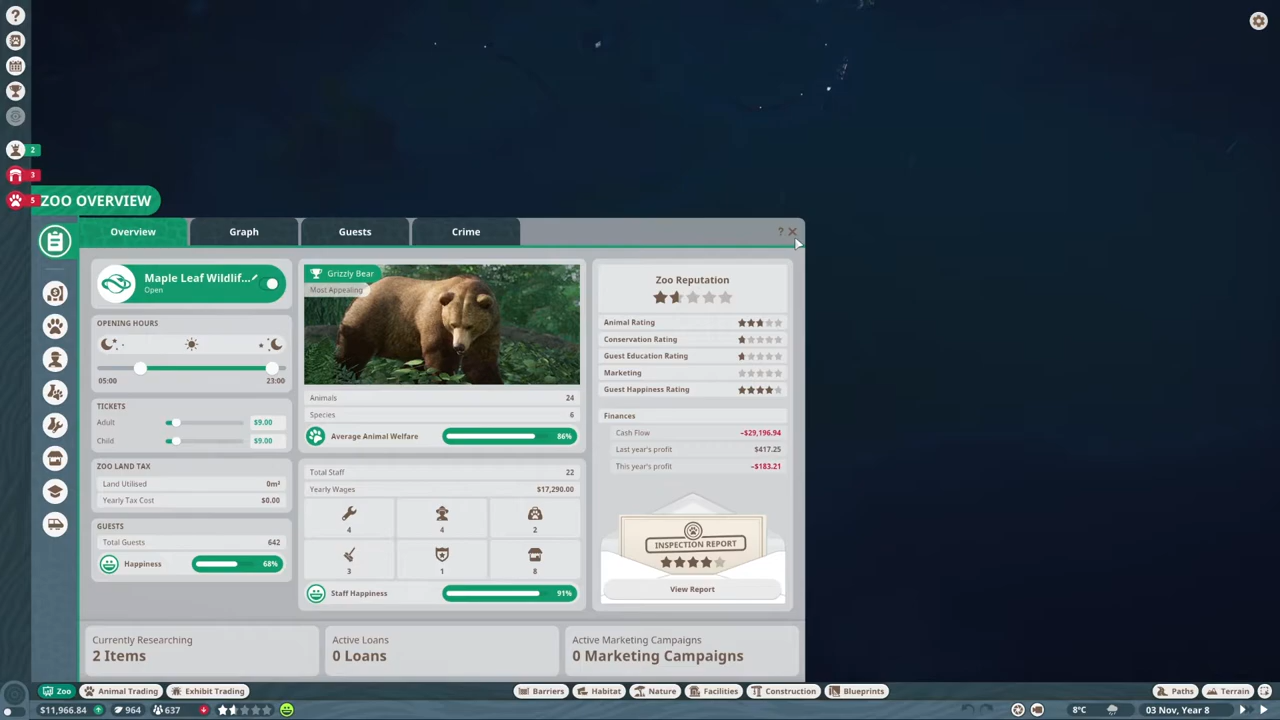 2
3
5
ZOO OVERVIEW
Overview
Graph
Guests
Crime
?
Maple Leaf Wildlif...
Open
OPENING HOURS
05:00
23:00
TICKETS
Adult
$9.00
Child
$9.00
ZOO LAND TAX
Land Utilised
0m²
Yearly Tax Cost
$0.00
GUESTS
Total Guests
642
Happiness
68%
Grizzly Bear
Most Appealing
Animals
24
Species
6
Average Animal Welfare
86%
Total Staff
22
Yearly Wages
$17,290.00
4
4
2
3
1
8
Staff Happiness
91%
Zoo Reputation
Animal Rating
Conservation Rating
Guest Education Rating
Marketing
Guest Happiness Rating
Finances
Cash Flow
-$29,196.94
Last year's profit
$417.25
This year's profit
-$183.21
INSPECTION REPORT
View Report
Currently Researching
2 Items
Active Loans
0 Loans
Active Marketing Campaigns
0 Marketing Campaigns
Zoo
Animal Trading
Exhibit Trading
Barriers
Habitat
Nature
Facilities
Construction
Blueprints
Paths
Terrain
$11,966.84
964
637
8°C
03 Nov, Year 8